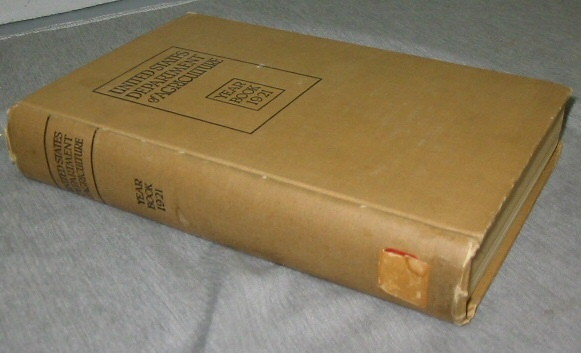 UNITED STATES
DEPARTMENT
of AGRICULTURE
YEAR
BOOK
1921
UNITED STATES
DEPARTMENT
of AGRICULTURE
YEAR
BOOK
1921